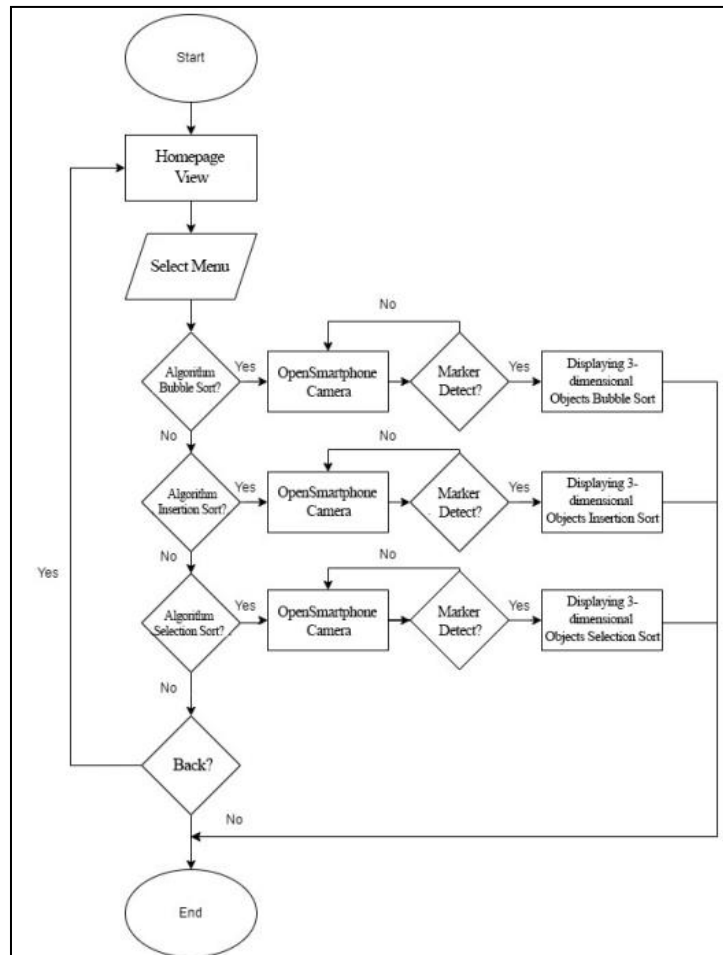 Start
Homepage
View
Select Menu
Algorithm
Bubble Sort?
Yes
OpenSmartphone
Camera
No
Marker
Detect?
Yes
Displaying 3-
dimensional
Objects Bubble Sort
No
Algorithm
Insertion Sort?
Yes
OpenSmartphone
Camera
No
Marker
Detect?
Yes
Displaying 3-
dimensional
Objects Insertion Sort
No
Algorithm
Selection Sort?
Yes
OpenSmartphone
Camera
No
Marker
Detect?
Yes
Displaying 3-
dimensional
Objects Selection Sort
No
Yes
Back?
No
End